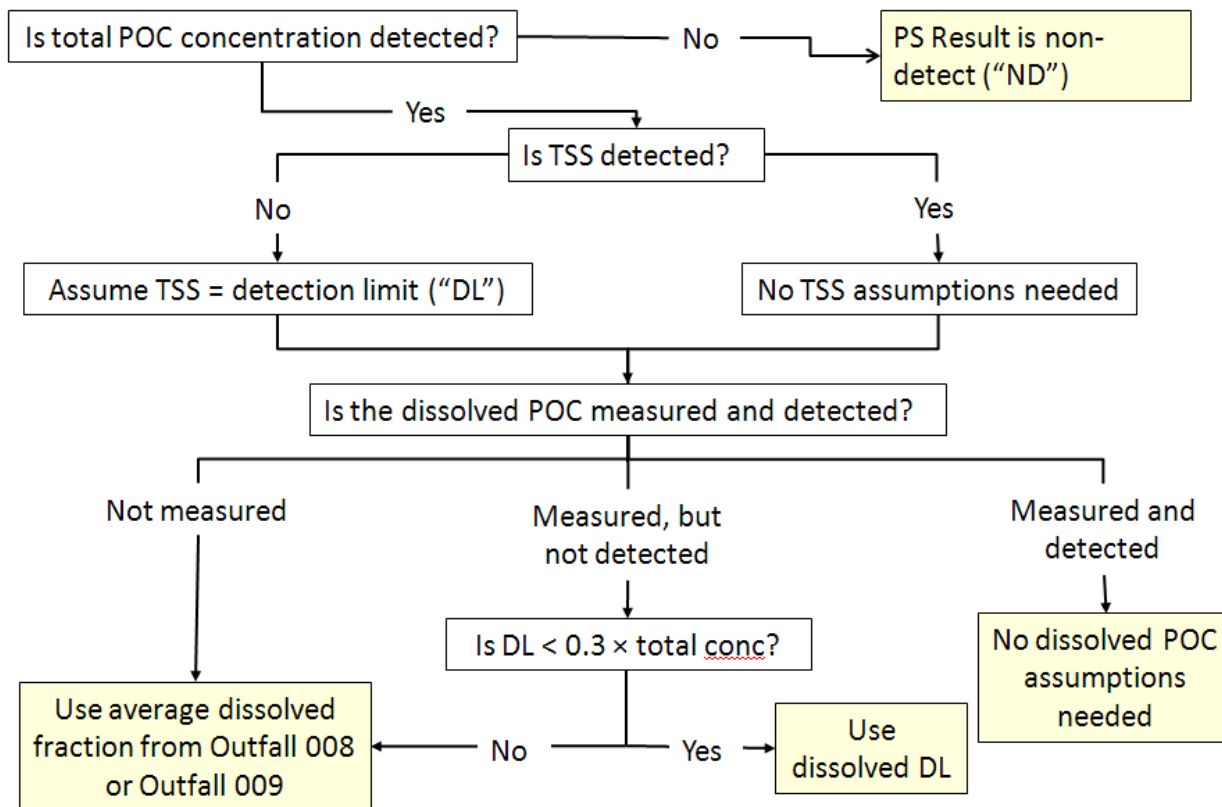 Is total POC concentration detected?
No
PS Result is non-
detect (“ND”)
Yes
Is TSS detected?
No
Yes
Assume TSS = detection limit (“DL”)
No TSS assumptions needed
Is the dissolved POC measured and detected?
Not measured
Measured, but
not detected
Measured and
detected
Is DL < 0.3 × total conc?
No dissolved POC
assumptions
needed
Use average dissolved
fraction from Outfall 008
or Outfall 009
No
Yes
Use
dissolved DL